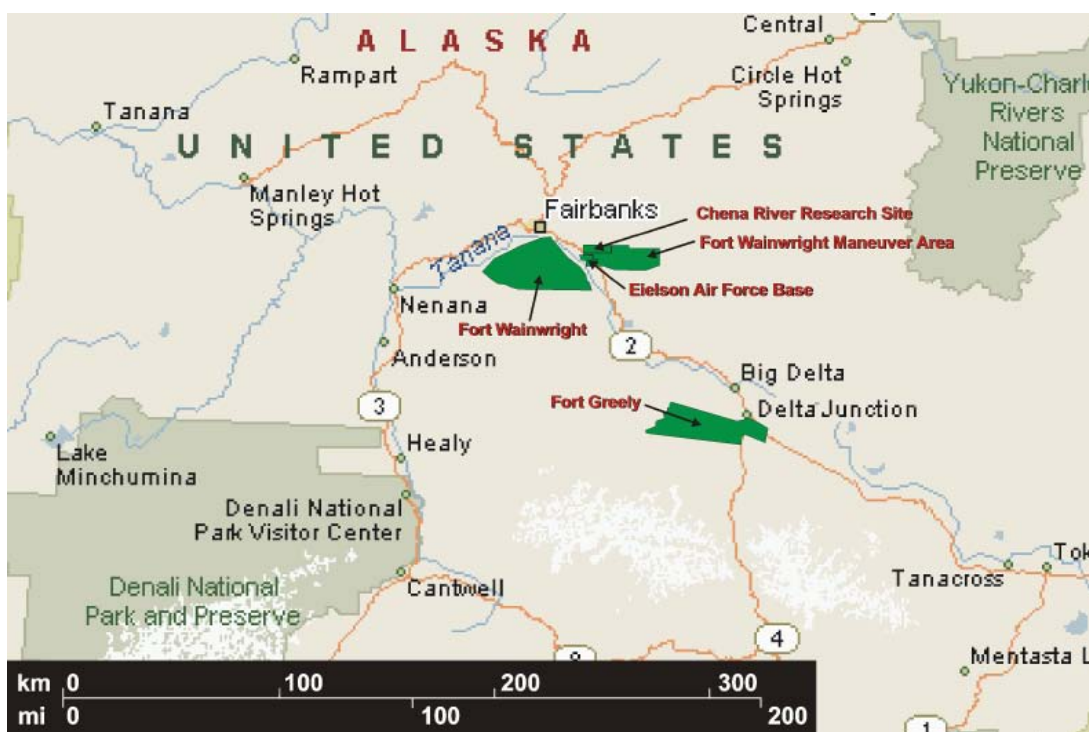 ALASKA
Central
Rampart
Circle Hot
Springs
Yukon-Charl
Rivers
National
Preserve
Tanana
UNITED STATES
Manley Hot
Springs
Fairbanks
Chena River Research Site
Fort Wainwright Maneuver Area
Tanana
Eielson Air Force Base
Nenana
Fort Wainwright
2
Anderson
Big Delta
3
Fort Greely
Delta Junction
Healy
Lake
Minchumina
Denali National
Park Visitor Center
Tok
Tanacross
Denali National
Park and Preserve
Cantwell
4
8
Mentasta L
km 0 100 200 300
mi 0 100 200
1